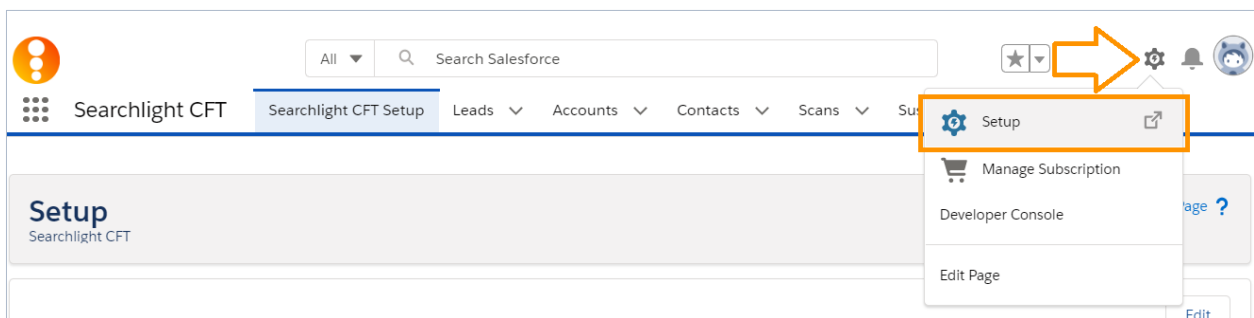 All
Search Salesforce
Searchlight CFT
Searchlight CFT Setup
Leads
Accounts
Contacts
Scans
Setup
Manage Subscription
Developer Console
Edit Page
Setup
Searchlight CFT
?
Edit